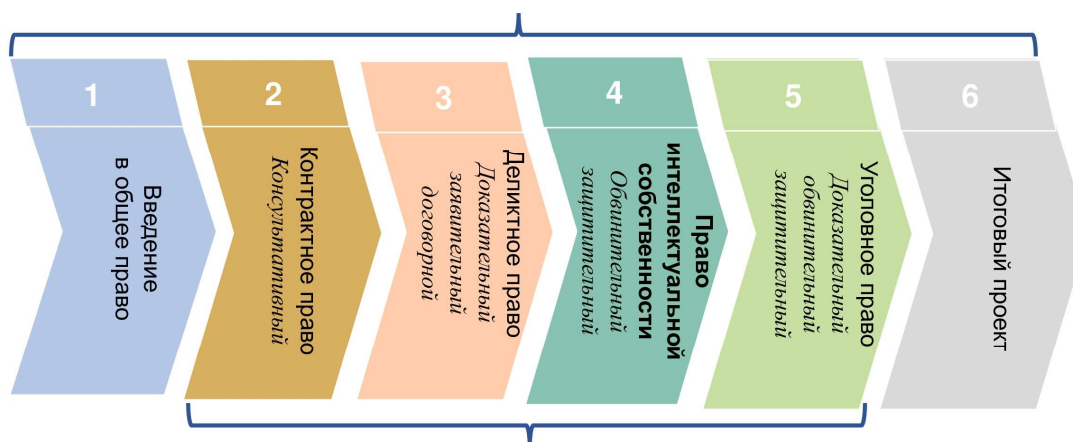 1
Введение
в общее право
2
Контрактное право
Консультативный
3
Деликтное право
Доказательный
заявительный
договорной
4
Право
интеллектуальной
собственности
Обвинительный
защитительный
5
Уголовное право
Доказательный
обвинительный
защитительный
6
Итоговый проект